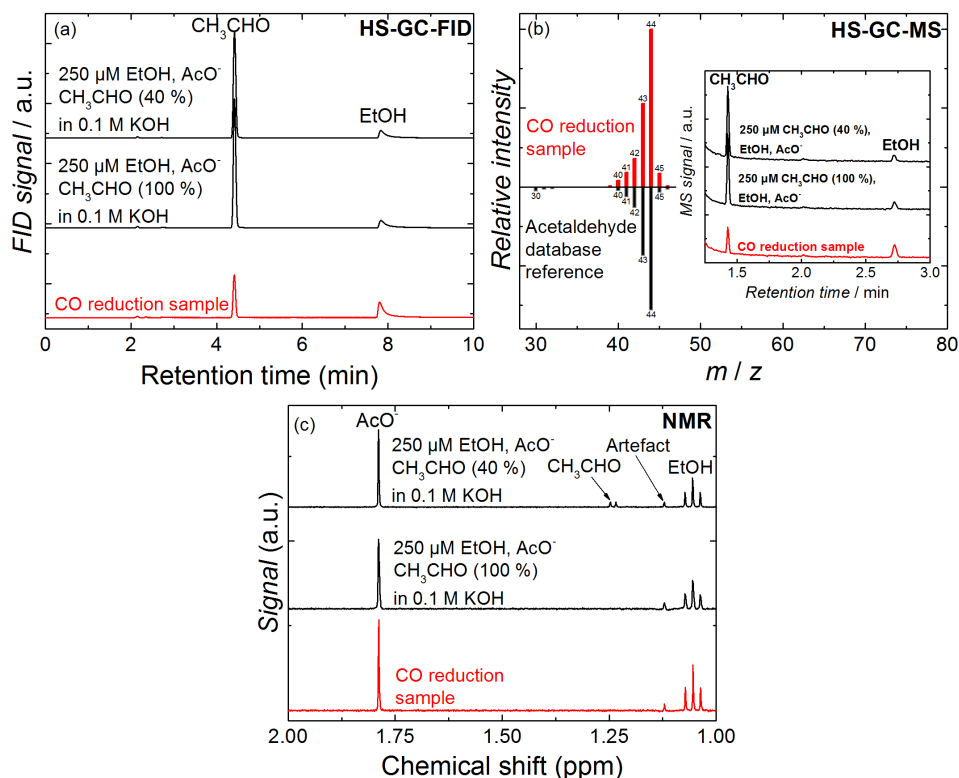 (a)
CH₃CHO
HS-GC-FID
250 µM EtOH, AcO⁻
CH₃CHO (40 %)
in 0.1 M KOH
EtOH
250 µM EtOH, AcO⁻
CH₃CHO (100 %)
in 0.1 M KOH
CO reduction sample
FID signal / a.u.
0 2 4 6 8 10
Retention time (min)
(b)
HS-GC-MS
44
43
42
41
40
45
CO reduction
sample
30
40
41
42
45
43
44
Acetaldehyde
database
reference
Relative intensity
30 40 50 60 70 80
m / z
CH₃CHO
250 µM CH₃CHO (40 %),
EtOH, AcO⁻
EtOH
250 µM CH₃CHO (100 %),
EtOH, AcO⁻
CO reduction sample
MS signal / a.u.
1.5 2.0 2.5 3.0
Retention time / min
(c)
AcO⁻
NMR
250 µM EtOH, AcO⁻
CH₃CHO (40 %)
in 0.1 M KOH
CH₃CHO
Artefact
EtOH
250 µM EtOH, AcO⁻
CH₃CHO (100 %)
in 0.1 M KOH
CO reduction
sample
Signal (a.u.)
2.00 1.75 1.50 1.25 1.00
Chemical shift (ppm)